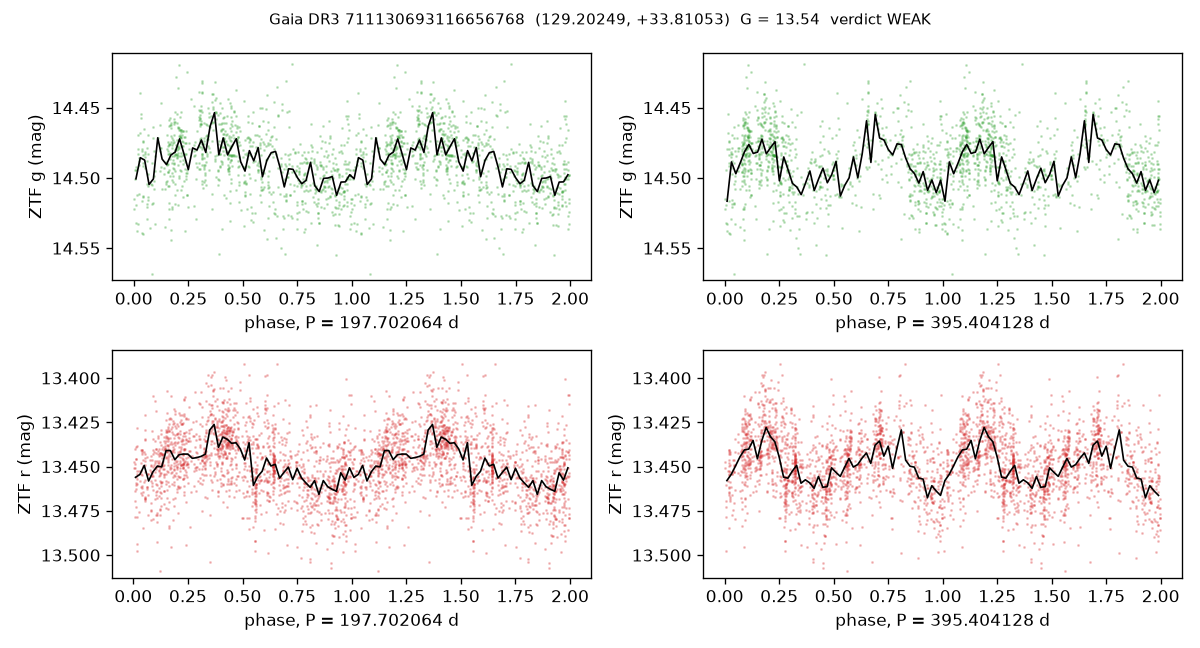 Gaia DR3 711130693116656768  (129.20249, +33.81053)  G = 13.54  verdict WEAK
ZTF g (mag)
14.45
14.50
14.55
0.00 0.25 0.50 0.75 1.00 1.25 1.50 1.75 2.00
phase, P = 197.702064 d
ZTF g (mag)
14.45
14.50
14.55
0.00 0.25 0.50 0.75 1.00 1.25 1.50 1.75 2.00
phase, P = 395.404128 d
ZTF r (mag)
13.400
13.425
13.450
13.475
13.500
0.00 0.25 0.50 0.75 1.00 1.25 1.50 1.75 2.00
phase, P = 197.702064 d
ZTF r (mag)
13.400
13.425
13.450
13.475
13.500
0.00 0.25 0.50 0.75 1.00 1.25 1.50 1.75 2.00
phase, P = 395.404128 d